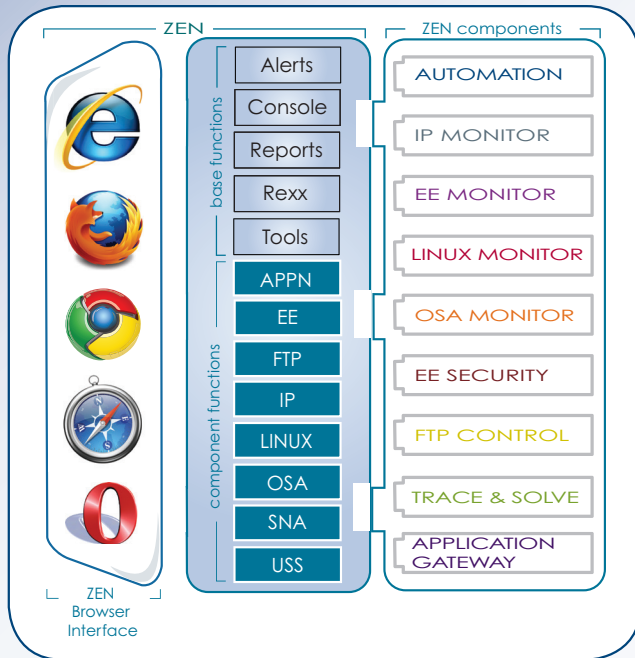 ZEN
ZEN components
base functions
Alerts
Console
Reports
Rexx
Tools
component functions
APPN
EE
FTP
IP
LINUX
OSA
SNA
USS
AUTOMATION
IP MONITOR
EE MONITOR
LINUX MONITOR
OSA MONITOR
EE SECURITY
FTP CONTROL
TRACE & SOLVE
APPLICATION
GATEWAY
ZEN
Browser
Interface